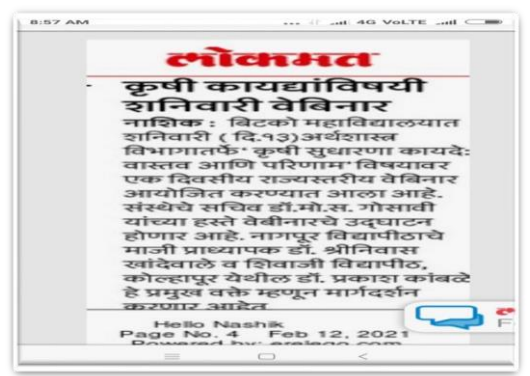 8:57 AM 4G VoLTE
लोकमत
कृषी कायद्यांविषयी
शनिवारी वेबिनार
नाशिक : बिटको महाविद्यालयात
शनिवारी ( दि.१३)अर्थशास्त्र
विभागातर्फे' कृषी सुधारणा कायदे:
वास्तव आणि परिणाम' विषयावर
एक दिवसीय राज्यस्तरीय वेबिनार
आयोजित करण्यात आला आहे.
संस्थेचे सचिव डॉ.मो.स. गोसावी
यांच्या हस्ते वेबीनारचे उद्घाटन
होणार आहे. नागपूर विद्यापीठाचे
माजी प्राध्यापक डॉ. श्रीनिवास
खांदेवाले व शिवाजी विद्यापीठ,
कोल्हापूर येथील डॉ. प्रकाश कांबळे
हे प्रमुख वक्ते म्हणून मार्गदर्शन
करणार आहेत
Hello Nashik
Page No. 4 Feb 12, 2021
Powered by: erelego.com